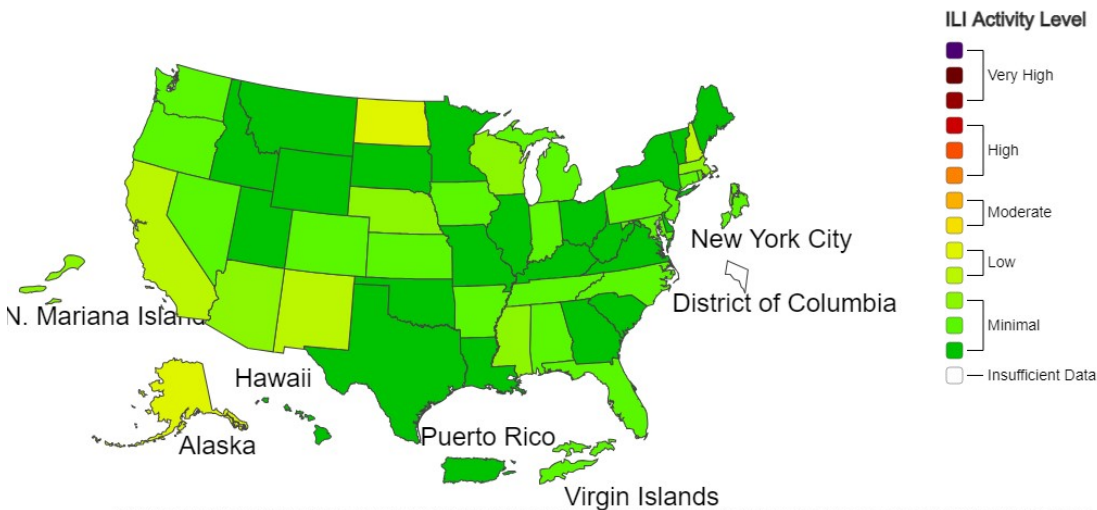 ILI Activity Level
Very High
High
Moderate
Low
Minimal
Insufficient Data
New York City
District of Columbia
N. Mariana Island
Hawaii
Alaska
Puerto Rico
Virgin Islands